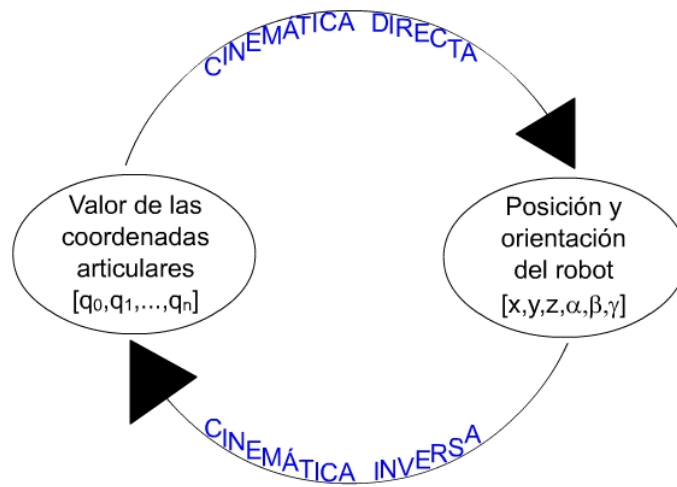 CINEMÁTICA DIRECTA
Valor de las
coordenadas
articulares
[q₀,q₁,...,qₙ]
Posición y
orientación
del robot
[x,y,z,α,β,γ]
CINEMÁTICA INVERSA